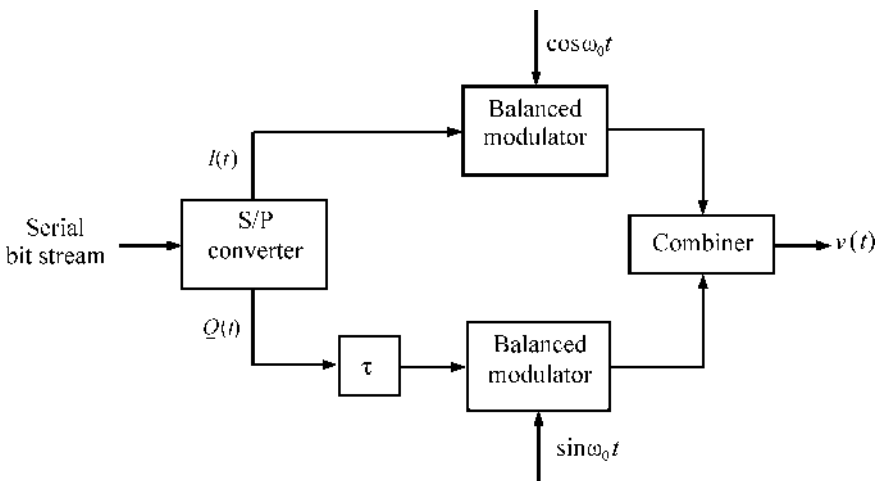 cosω₀t
Balanced
modulator
I(t)
Serial
bit stream
S/P
converter
Combiner
v(t)
Q(t)
τ
Balanced
modulator
sinω₀t